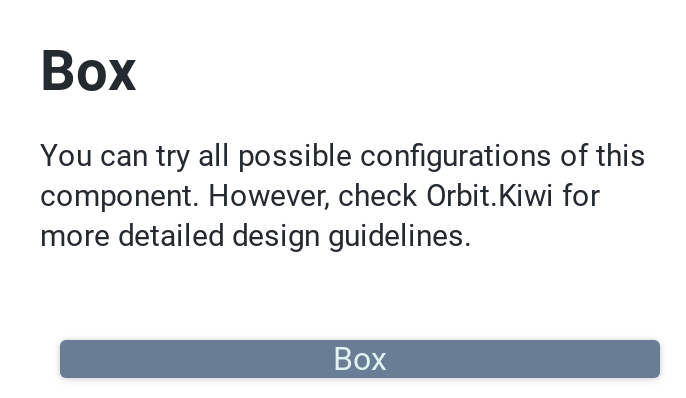 Box
You can try all possible configurations of this
component. However, check Orbit.Kiwi for
more detailed design guidelines.
Box